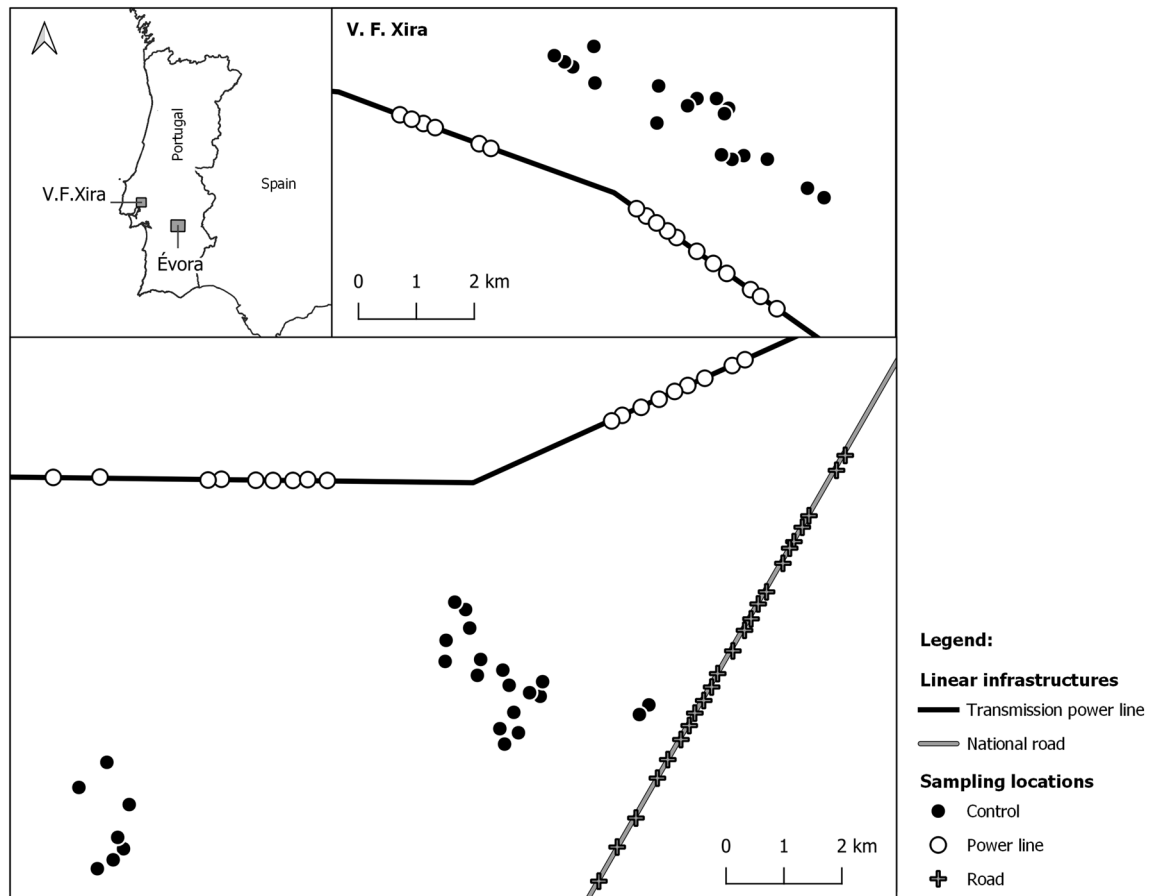 V. F. Xira
Portugal
Spain
V.F.Xira
Évora
0 1 2 km
0 1 2 km
Legend:
Linear infrastructures
Transmission power line
National road
Sampling locations
Control
Power line
Road